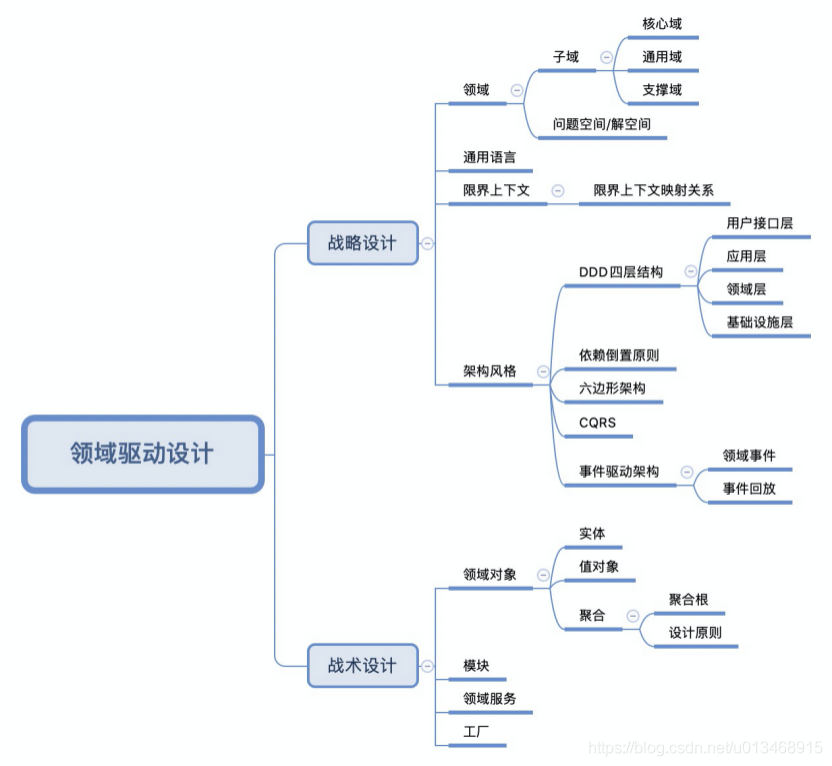 核心域
子域
通用域
领域
支撑域
问题空间/解空间
通用语言
限界上下文
限界上下文映射关系
用户接口层
战略设计
应用层
DDD四层结构
领域层
基础设施层
依赖倒置原则
架构风格
六边形架构
CQRS
领域驱动设计
领域事件
事件驱动架构
事件回放
实体
值对象
领域对象
聚合根
聚合
设计原则
战术设计
模块
领域服务
工厂
https://blog.csdn.net/u013468915